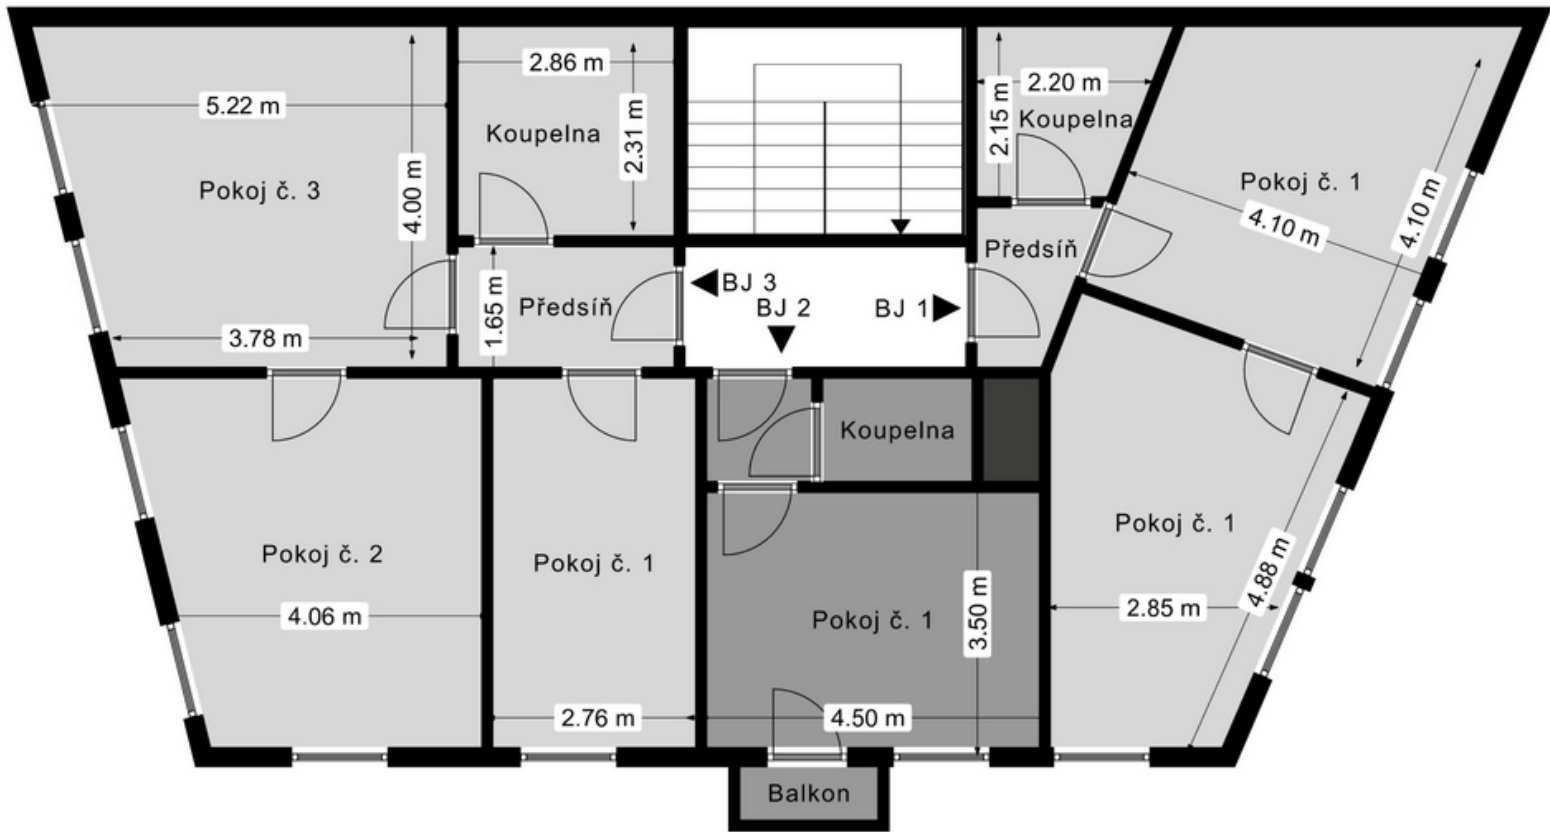 2.86 m
2.20 m
5.22 m
2.31 m
2.15 m
Koupelna
Koupelna
Pokoj č. 3
4.00 m
Pokoj č. 1
4.10 m
4.10 m
Předsíň
BJ 3
BJ 2
BJ 1
Předsíň
1.65 m
3.78 m
Koupelna
Pokoj č. 2
Pokoj č. 1
Pokoj č. 1
4.88 m
4.06 m
Pokoj č. 1
3.50 m
2.85 m
2.76 m
4.50 m
Balkon